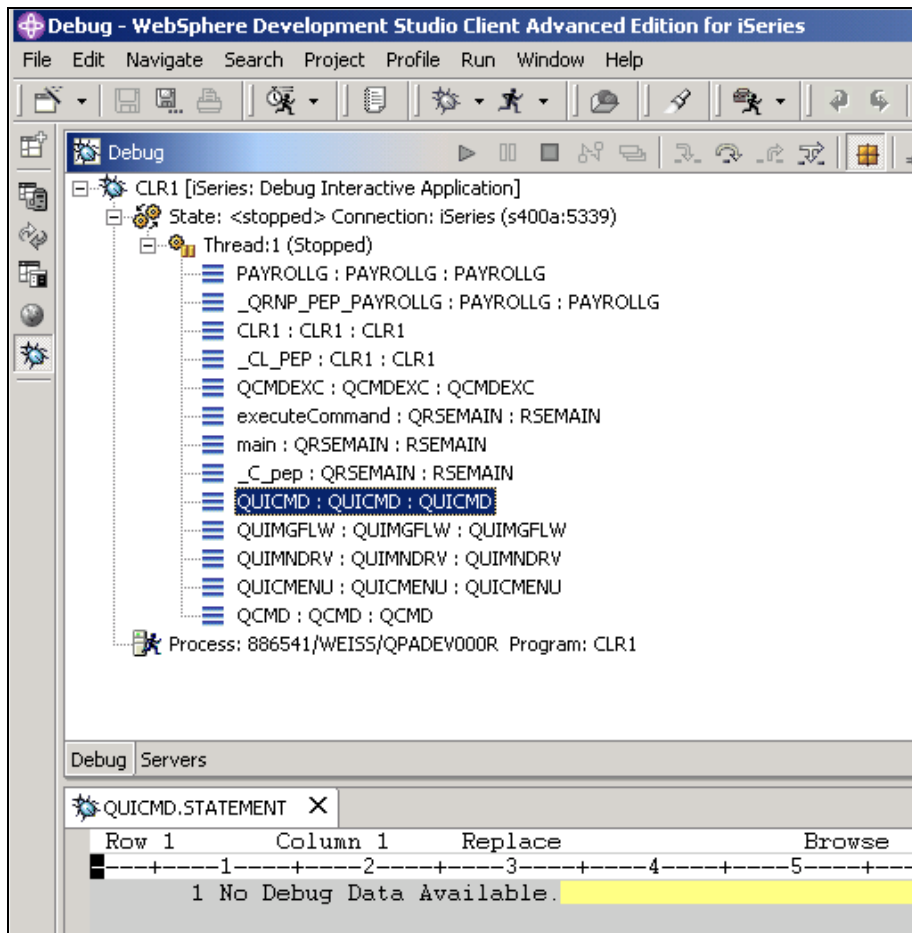 Debug - WebSphere Development Studio Client Advanced Edition for iSeries
File Edit Navigate Search Project Profile Run Window Help
Debug
CLR1 [iSeries: Debug Interactive Application]
State: <stopped> Connection: iSeries (s400a:5339)
Thread:1 (Stopped)
PAYROLLG : PAYROLLG : PAYROLLG
_QRNP_PEP_PAYROLLG : PAYROLLG : PAYROLLG
CLR1 : CLR1 : CLR1
_CL_PEP : CLR1 : CLR1
QCMDEXC : QCMDEXC : QCMDEXC
executeCommand : QRSEMAIN : RSEMAIN
main : QRSEMAIN : RSEMAIN
_C_pep : QRSEMAIN : RSEMAIN
QUICMD : QUICMD : QUICMD
QUIMGFLW : QUIMGFLW : QUIMGFLW
QUIMNDRV : QUIMNDRV : QUIMNDRV
QUICMENU : QUICMENU : QUICMENU
QCMD : QCMD : QCMD
Process: 886541/WEISS/QPADEV000R Program: CLR1
Debug Servers
QUICMD.STATEMENT X
Row 1 Column 1 Replace Browse
----+----1----+----2----+----3----+----4----+----5----+---
1 No Debug Data Available.